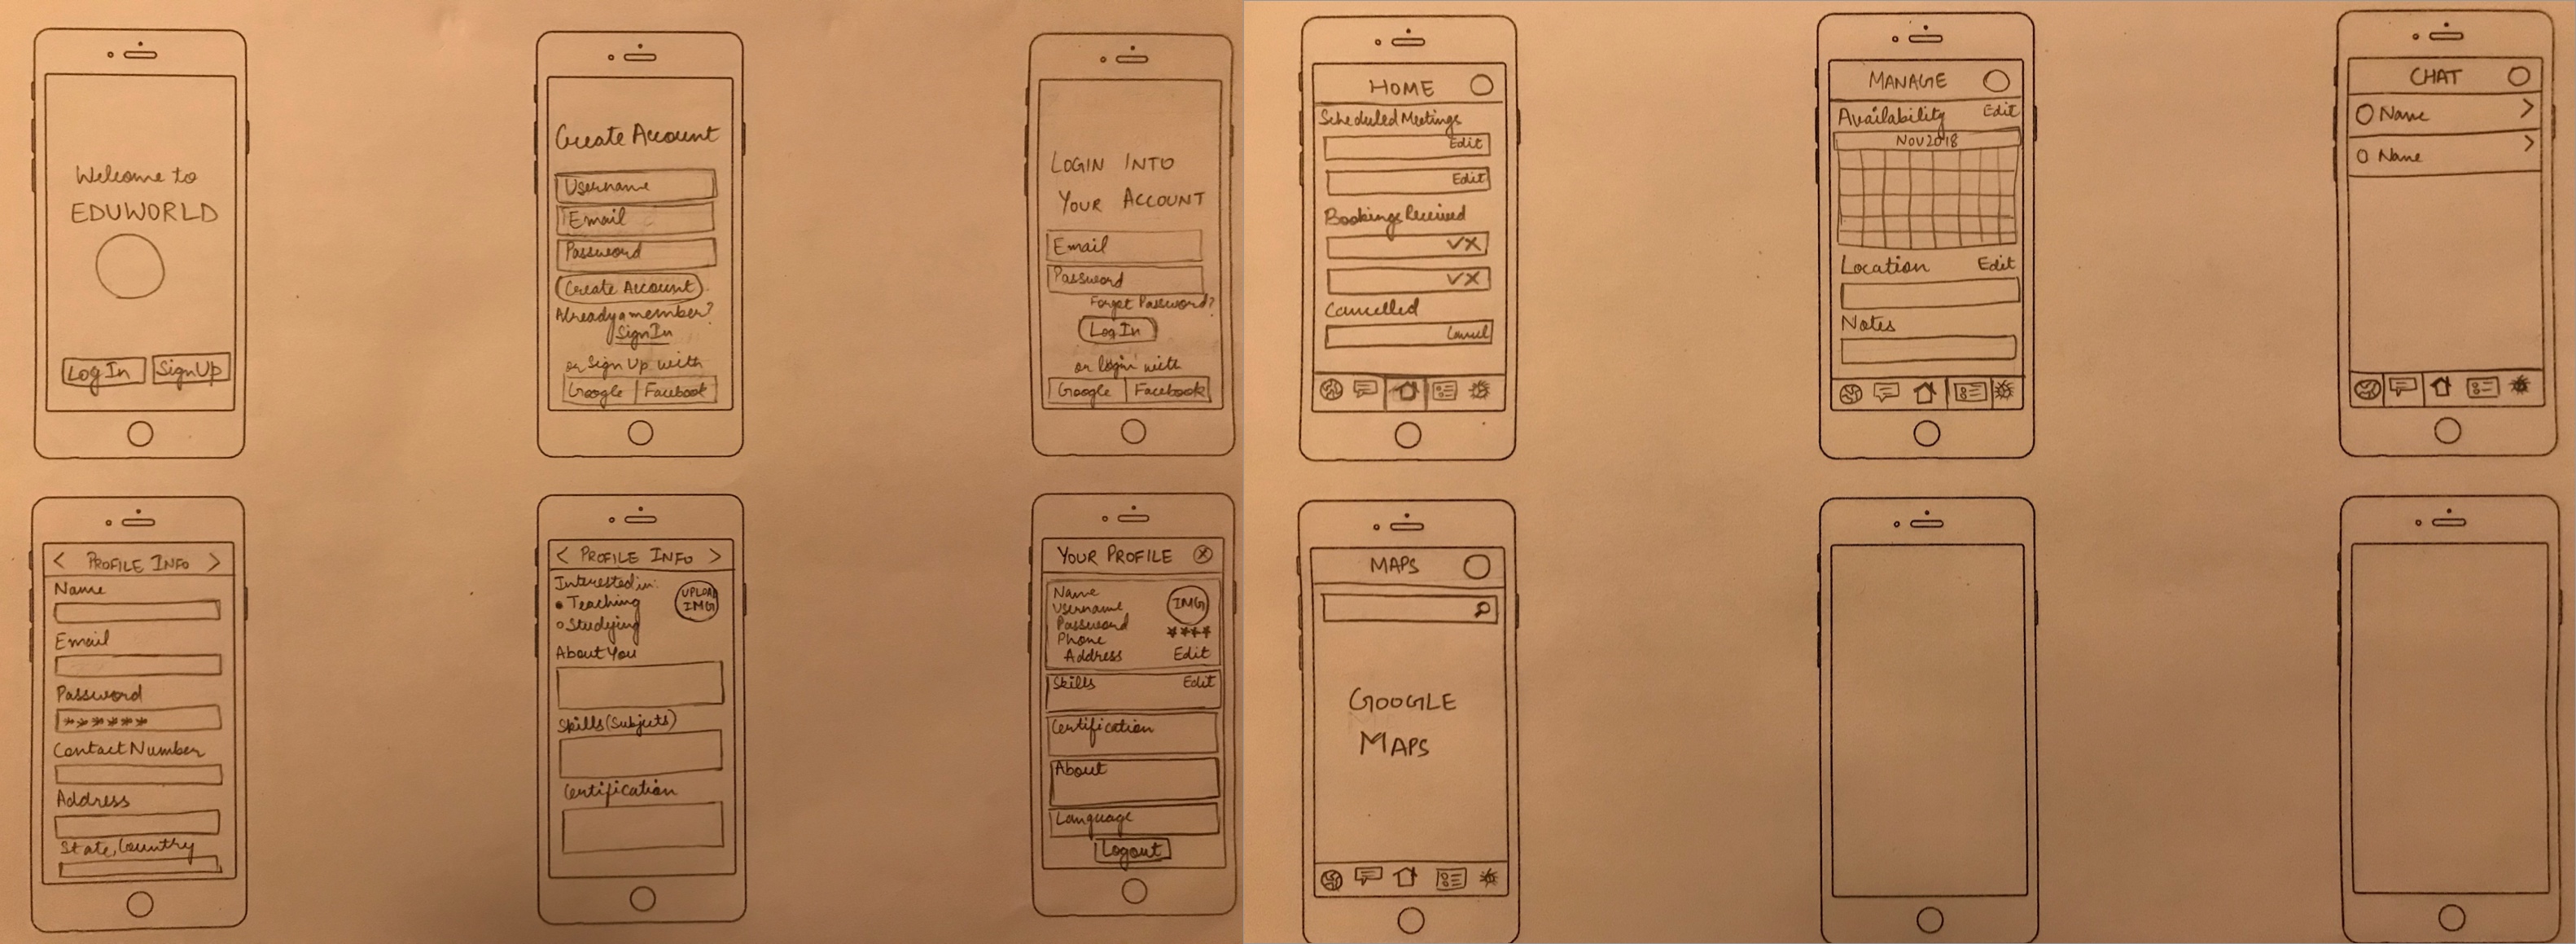 Welcome to
EDUWORLD
Log In
Sign Up
Create Account
Username
Email
Password
Create Account
Already a member?
Sign In
or Sign Up with
Google
Facebook
LOGIN INTO
YOUR ACCOUNT
Email
Password
Forget Password?
Log In
or login with
Google
Facebook
HOME
Scheduled Meetings
Edit
Edit
Bookings Received
Cancelled
Cancel
MANAGE
Availability
Edit
NOV 2018
Location
Edit
Notes
CHAT
Name
>
Name
>
< PROFILE INFO >
Name
Email
Password
******
Contact Number
Address
State, Country
< PROFILE INFO >
Interested in:
Teaching
Studying
UPLOAD
IMG
About You
Skills (Subjects)
Certification
YOUR PROFILE
Name
Username
Password
****
Phone
Address
IMG
Edit
Skills
Edit
Certification
About
Language
Logout
MAPS
GOOGLE
MAPS